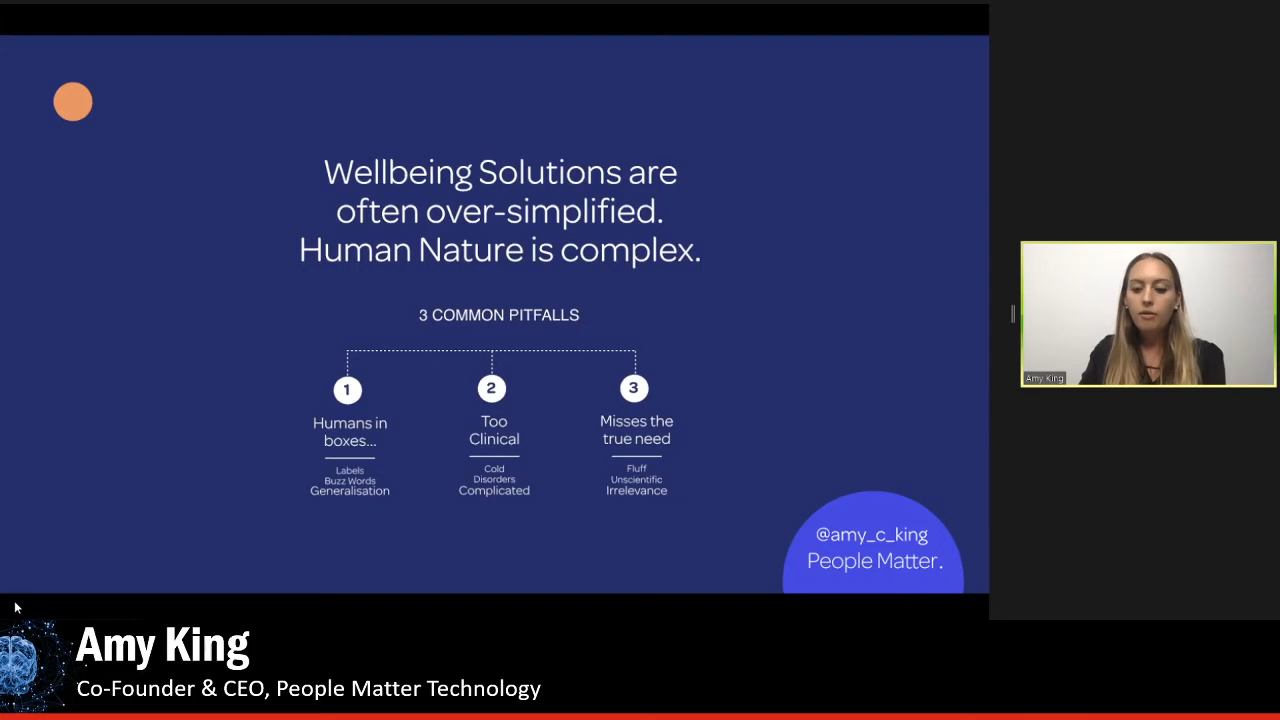 Wellbeing Solutions are
often over-simplified.
Human Nature is complex.
3 COMMON PITFALLS
1
Humans in
boxes...
Labels
Buzz Words
Generalisation
2
Too
Clinical
Cold
Disorders
Complicated
3
Misses the
true need
Fluff
Unscientific
Irrelevance
@amy_c_king
People Matter.
Amy King
Amy King
Co-Founder & CEO, People Matter Technology